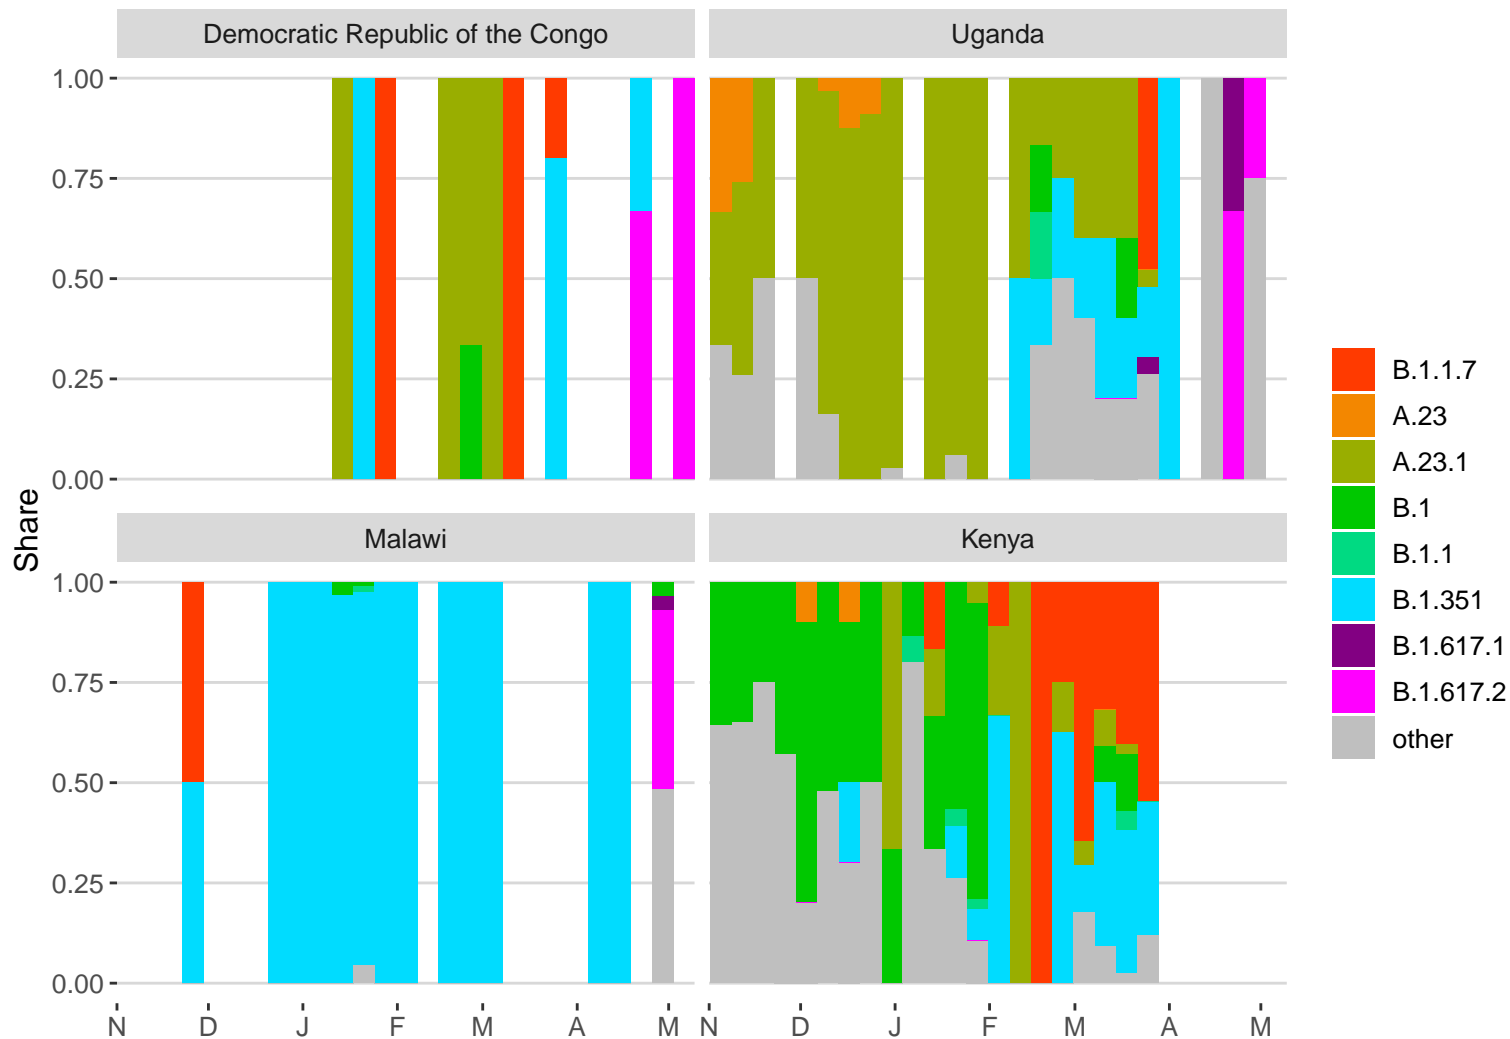 Democratic Republic of the Congo
Uganda
1.00
0.75
0.50
0.25
0.00
Share
Malawi
Kenya
1.00
0.75
0.50
0.25
0.00
N D J F M A M
N D J F M A M
B.1.1.7
A.23
A.23.1
B.1
B.1.1
B.1.351
B.1.617.1
B.1.617.2
other